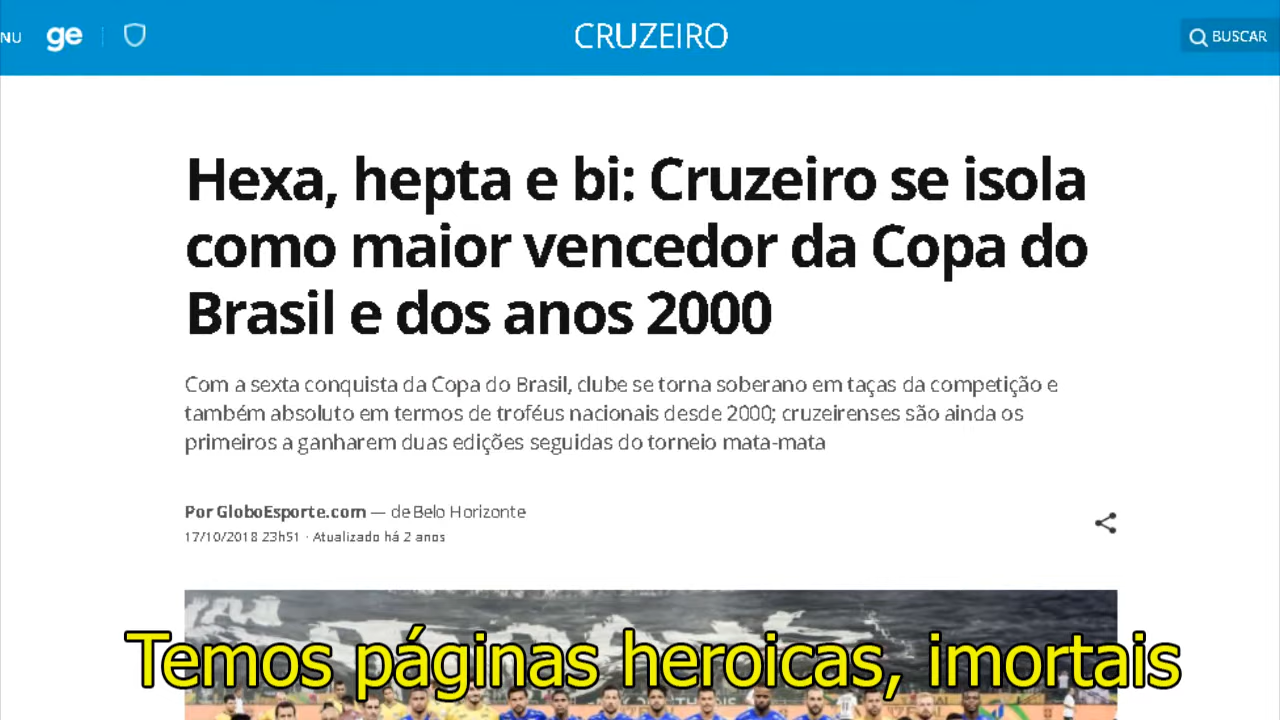 NU
ge
CRUZEIRO
BUSCAR
Hexa, hepta e bi: Cruzeiro se isola
como maior vencedor da Copa do
Brasil e dos anos 2000
Com a sexta conquista da Copa do Brasil, clube se torna soberano em taças da competição e
também absoluto em termos de troféus nacionais desde 2000; cruzeirenses são ainda os
primeiros a ganharem duas edições seguidas do torneio mata-mata
Por GloboEsporte.com — de Belo Horizonte
17/10/2018 23h51 · Atualizado há 2 anos
Temos páginas heroicas, imortais